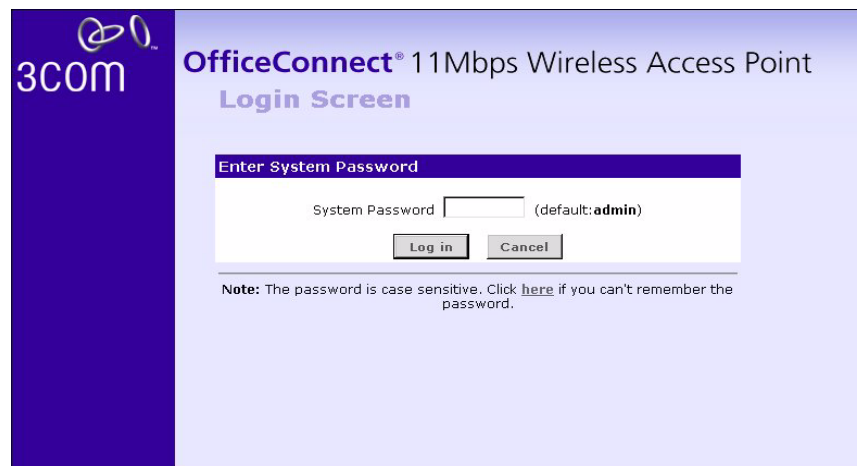 3COM
OfficeConnect® 11Mbps Wireless Access Point
Login Screen
Enter System Password
System Password (default:admin)
Log in Cancel
Note: The password is case sensitive. Click here if you can't remember the
password.